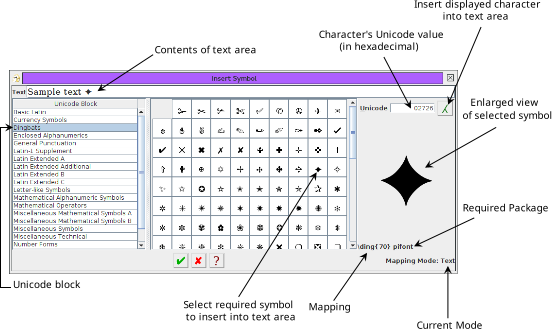 Insert displayed character
into text area
Character's Unicode value
(in hexadecimal)
Contents of text area
Insert Symbol
Text Sample text ✦
Unicode Block
Unicode 02726
Basic Latin
Currency Symbols
Dingbats
Enclosed Alphanumerics
General Punctuation
Latin-1 Supplement
Latin Extended A
Latin Extended Additional
Latin Extended B
Latin Extended C
Letter-like Symbols
Mathematical Alphanumeric Symbols
Mathematical Operators
Miscellaneous Mathematical Symbols A
Miscellaneous Mathematical Symbols B
Miscellaneous Symbols
Miscellaneous Technical
Number Forms
Enlarged view
of selected symbol
Required Package
ding{70} pifont
Mapping Mode: Text
Unicode block
Select required symbol
to insert into text area
Mapping
Current Mode